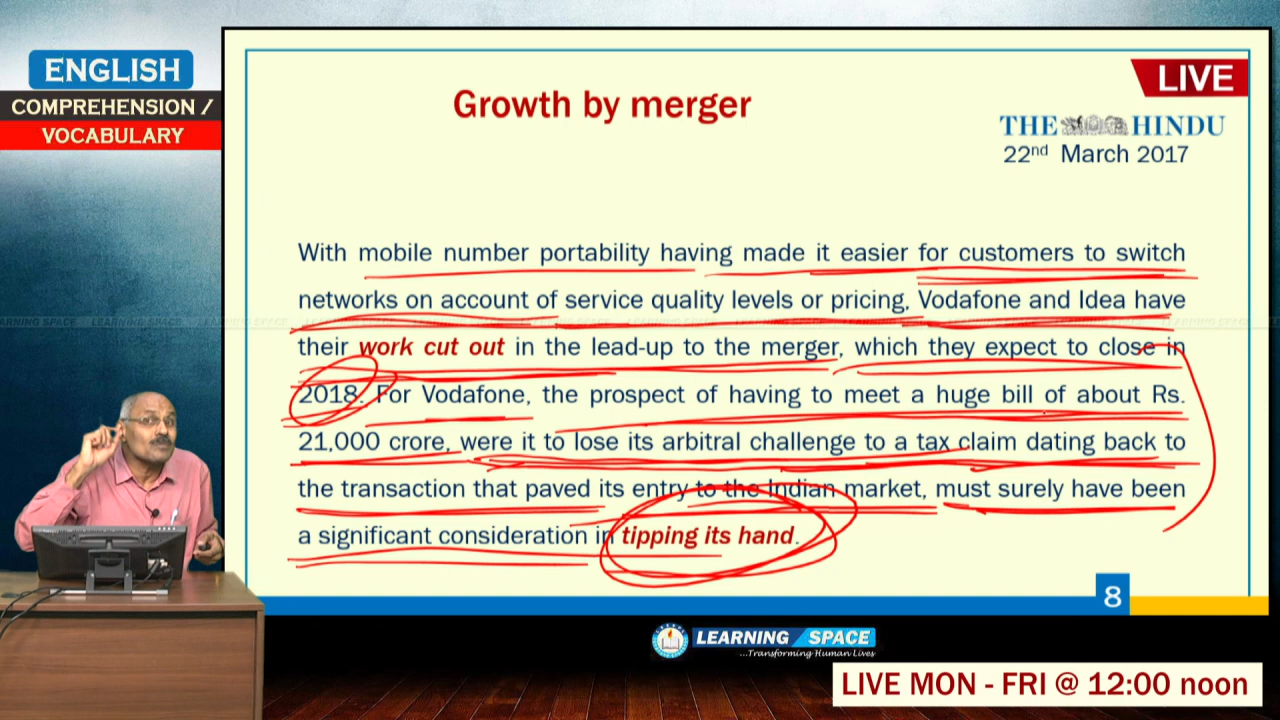 ENGLISH
COMPREHENSION /
VOCABULARY
LIVE
Growth by merger
THE HINDU
22nd March 2017
With mobile number portability having made it easier for customers to switch
networks on account of service quality levels or pricing, Vodafone and Idea have
their work cut out in the lead-up to the merger, which they expect to close in
2018. For Vodafone, the prospect of having to meet a huge bill of about Rs.
21,000 crore, were it to lose its arbitral challenge to a tax claim dating back to
the transaction that paved its entry to the Indian market, must surely have been
a significant consideration in tipping its hand.
8
LEARNING SPACE
...Transforming Human Lives
LIVE MON - FRI @ 12:00 noon